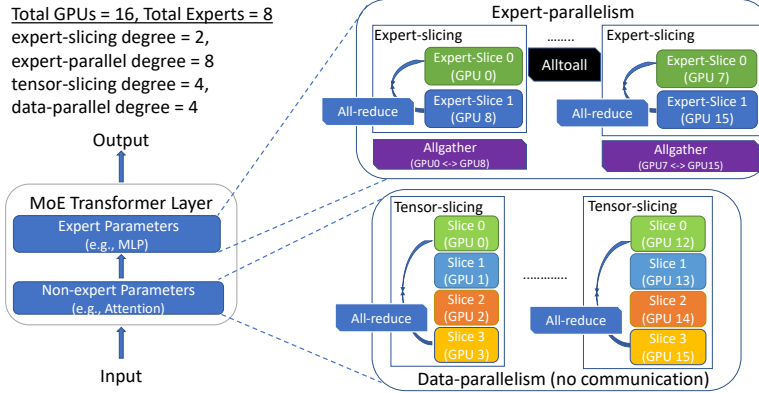 Total GPUs = 16, Total Experts = 8
expert-slicing degree = 2,
expert-parallel degree = 8
tensor-slicing degree = 4,
data-parallel degree = 4
Output
MoE Transformer Layer
Expert Parameters
(e.g., MLP)
Non-expert Parameters
(e.g., Attention)
Input
Expert-parallelism
Expert-slicing
Expert-Slice 0
(GPU 0)
Expert-Slice 1
(GPU 8)
All-reduce
Allgather
(GPU0 <-> GPU8)
........
Alltoall
Expert-slicing
Expert-Slice 0
(GPU 7)
Expert-Slice 1
(GPU 15)
All-reduce
Allgather
(GPU7 <-> GPU15)
Tensor-slicing
Slice 0
(GPU 0)
Slice 1
(GPU 1)
Slice 2
(GPU 2)
Slice 3
(GPU 3)
All-reduce
.............
Tensor-slicing
Slice 0
(GPU 12)
Slice 1
(GPU 13)
Slice 2
(GPU 14)
Slice 3
(GPU 15)
All-reduce
Data-parallelism (no communication)